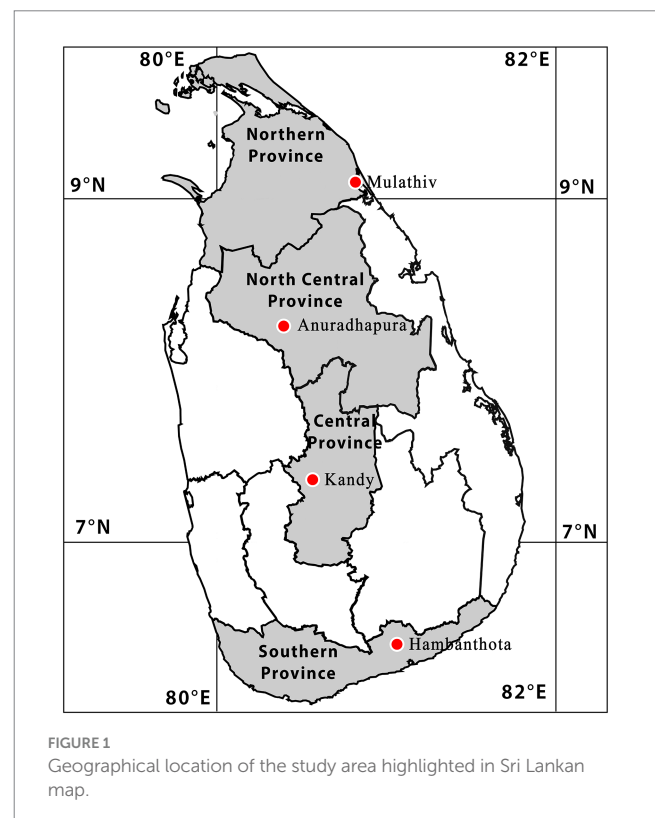 80°E
82°E
Northern
Province
Mulathiv
9°N
9°N
North Central
Province
Anuradhapura
Central
Province
Kandy
7°N
7°N
Hambanthota
Southern
Province
80°E
82°E
FIGURE 1
Geographical location of the study area highlighted in Sri Lankan
map.